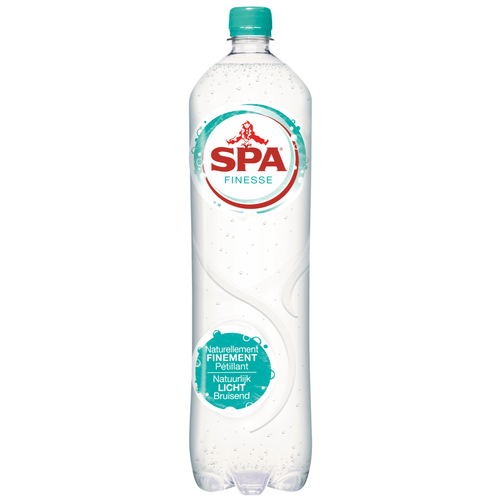 SPA®
FINESSE
Naturellement
FINEMENT
Pétillant
Natuurlijk
LICHT
Bruisend